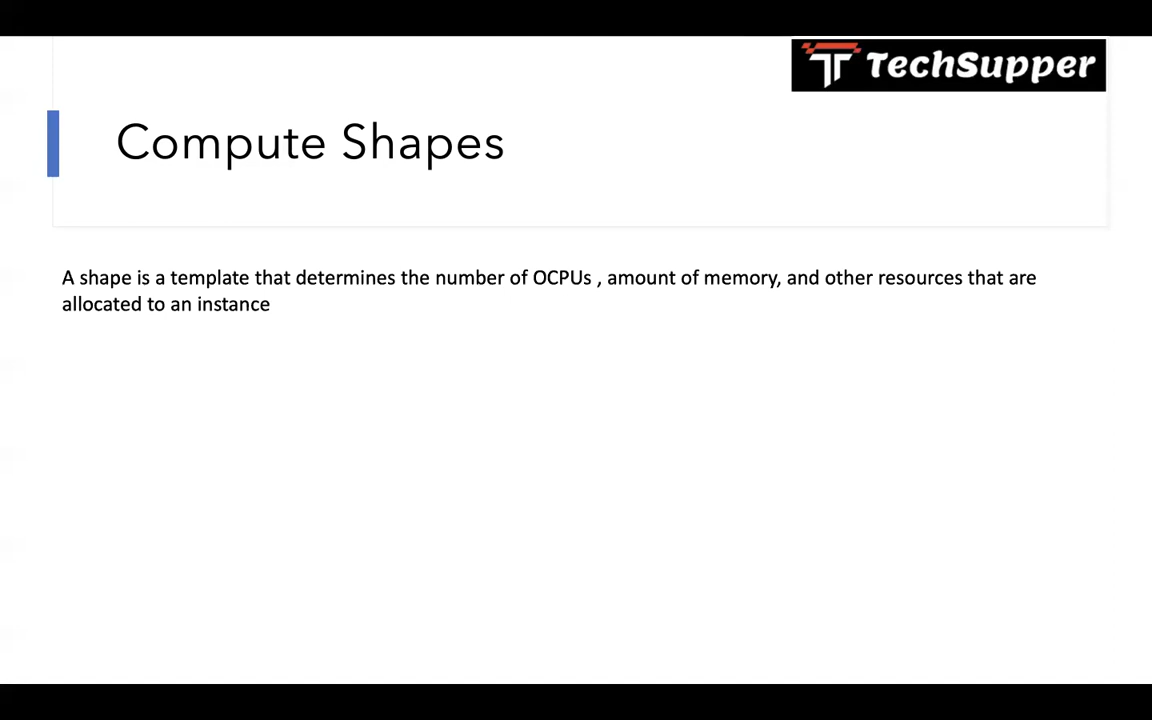 TechSupper
Compute Shapes
A shape is a template that determines the number of OCPUs , amount of memory, and other resources that are
allocated to an instance